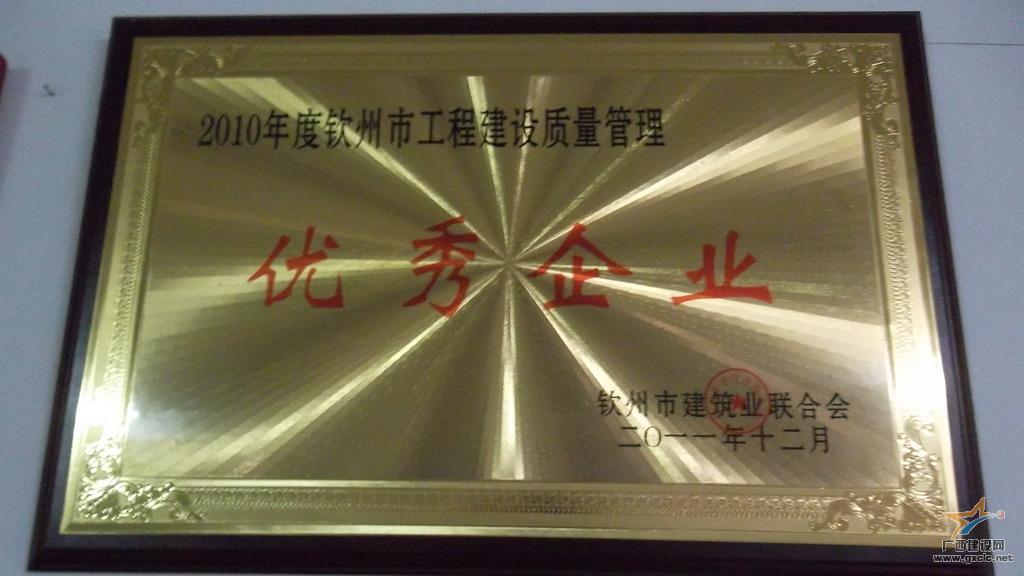 2010年度钦州市工程建设质量管理
优秀企业
钦州市建筑业联合会
二〇一一年十二月
广西建设网
www.gxcic.net